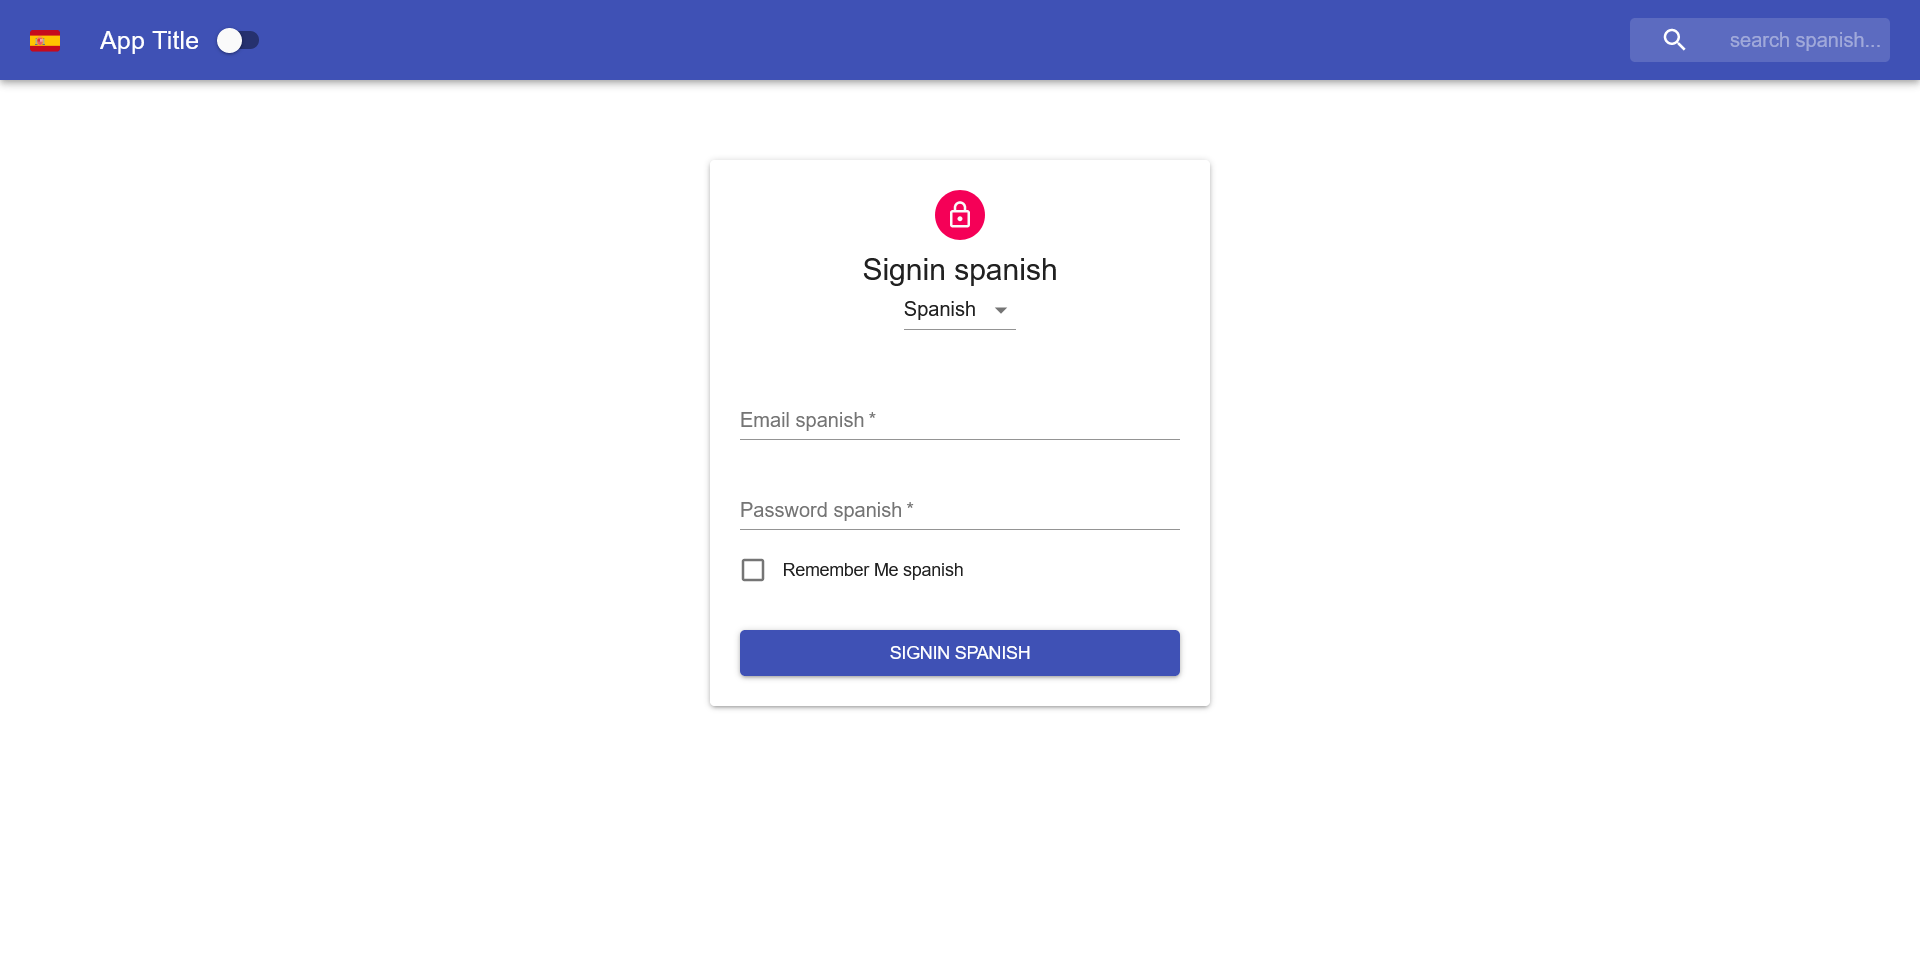 App Title
search spanish...
Signin spanish
Spanish
Email spanish *
Password spanish *
Remember Me spanish
SIGNIN SPANISH